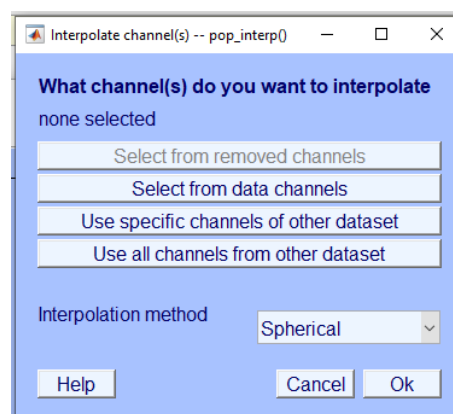 Interpolate channel(s) -- pop_interp()
What channel(s) do you want to interpolate
none selected
Select from removed channels
Select from data channels
Use specific channels of other dataset
Use all channels from other dataset
Interpolation method
Spherical
Help Cancel Ok